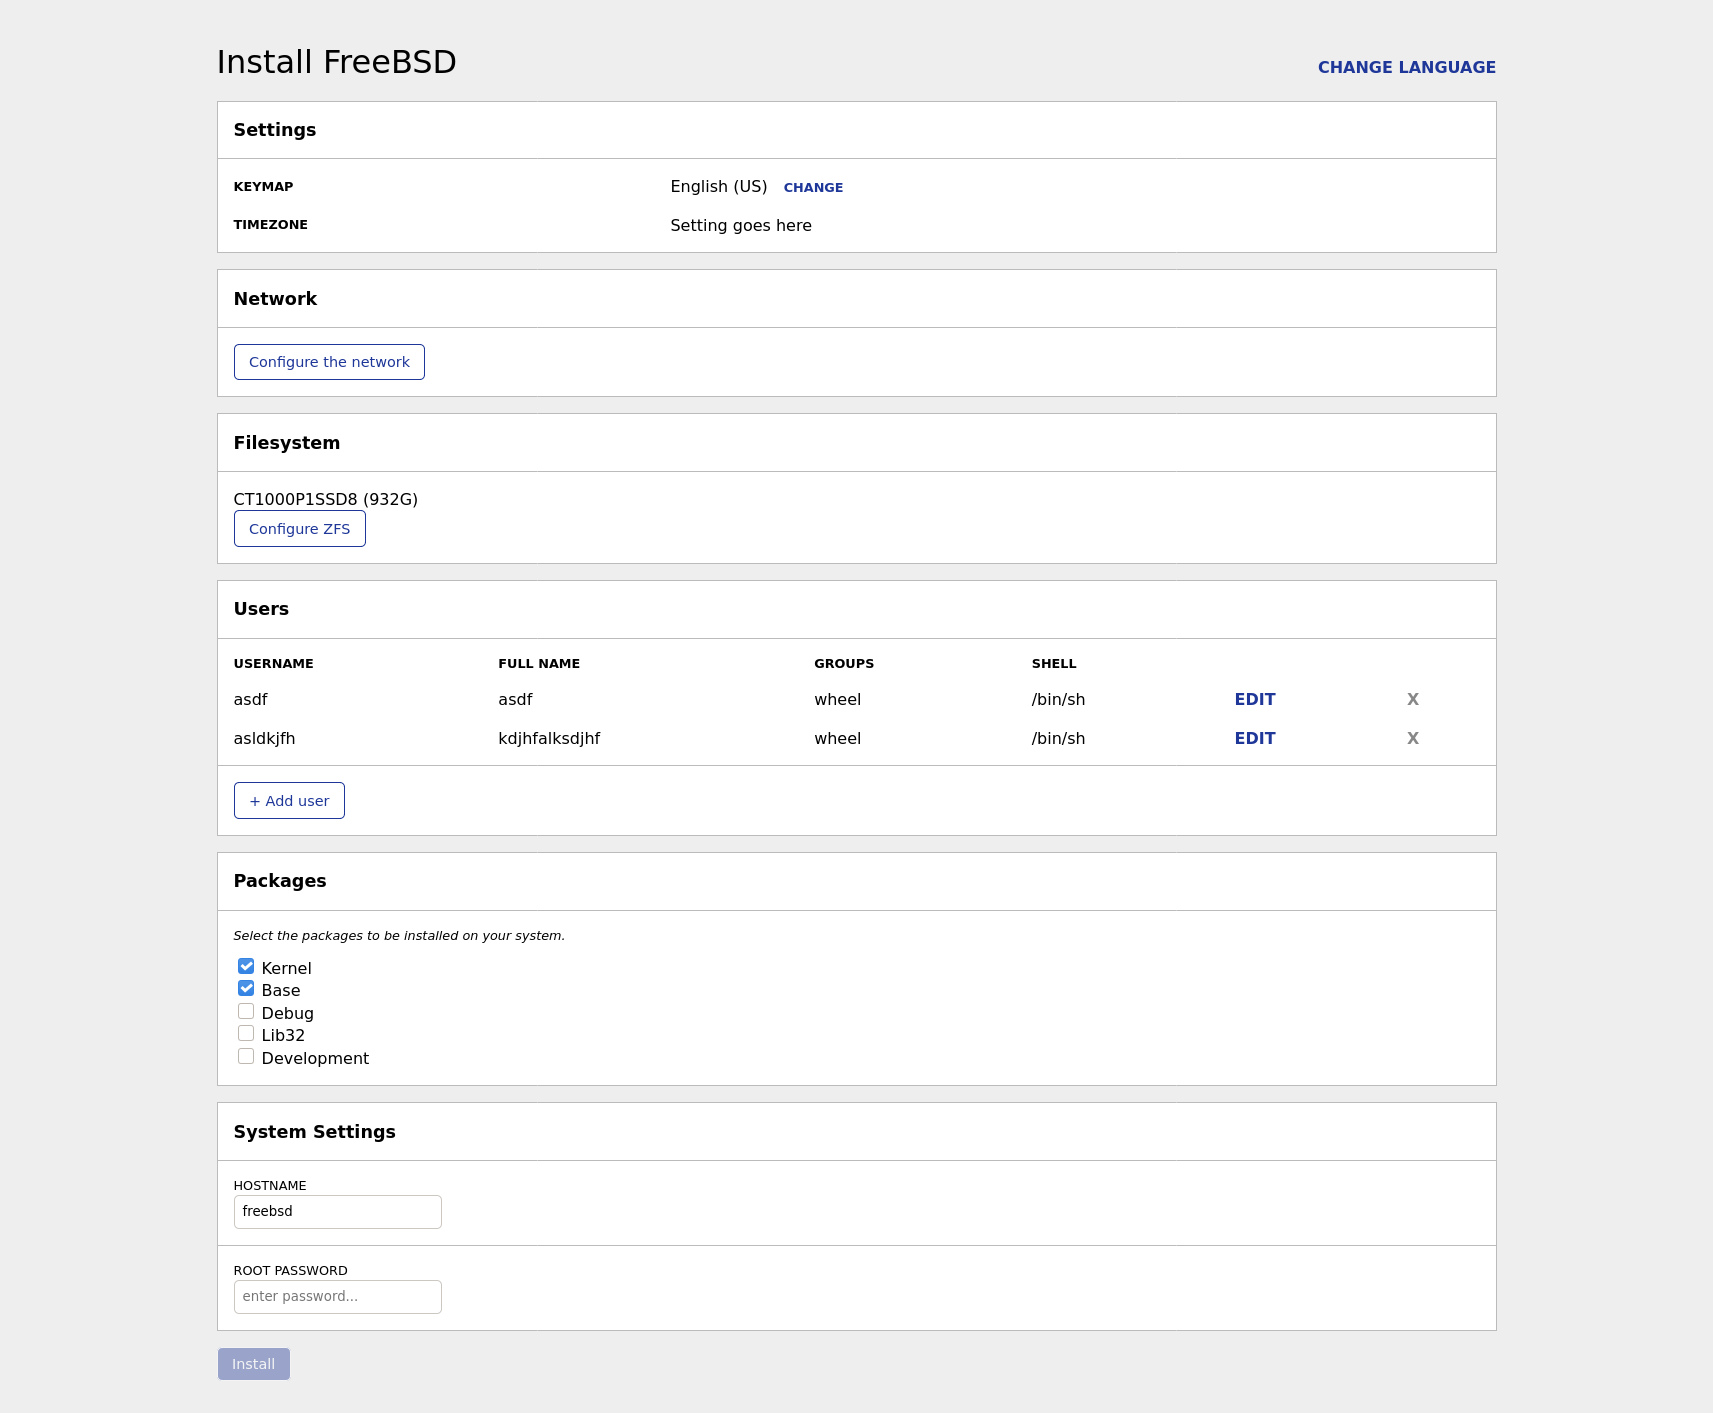 Install FreeBSD
CHANGE LANGUAGE
Settings
KEYMAP English (US) CHANGE
TIMEZONE Setting goes here
Network
Configure the network
Filesystem
CT1000P1SSD8 (932G)
Configure ZFS
Users
USERNAME FULL NAME GROUPS SHELL
asdf asdf wheel /bin/sh EDIT X
asldkjfh kdjhfalksdjhf wheel /bin/sh EDIT X
+ Add user
Packages
Select the packages to be installed on your system.
Kernel
Base
Debug
Lib32
Development
System Settings
HOSTNAME
freebsd
ROOT PASSWORD
enter password...
Install